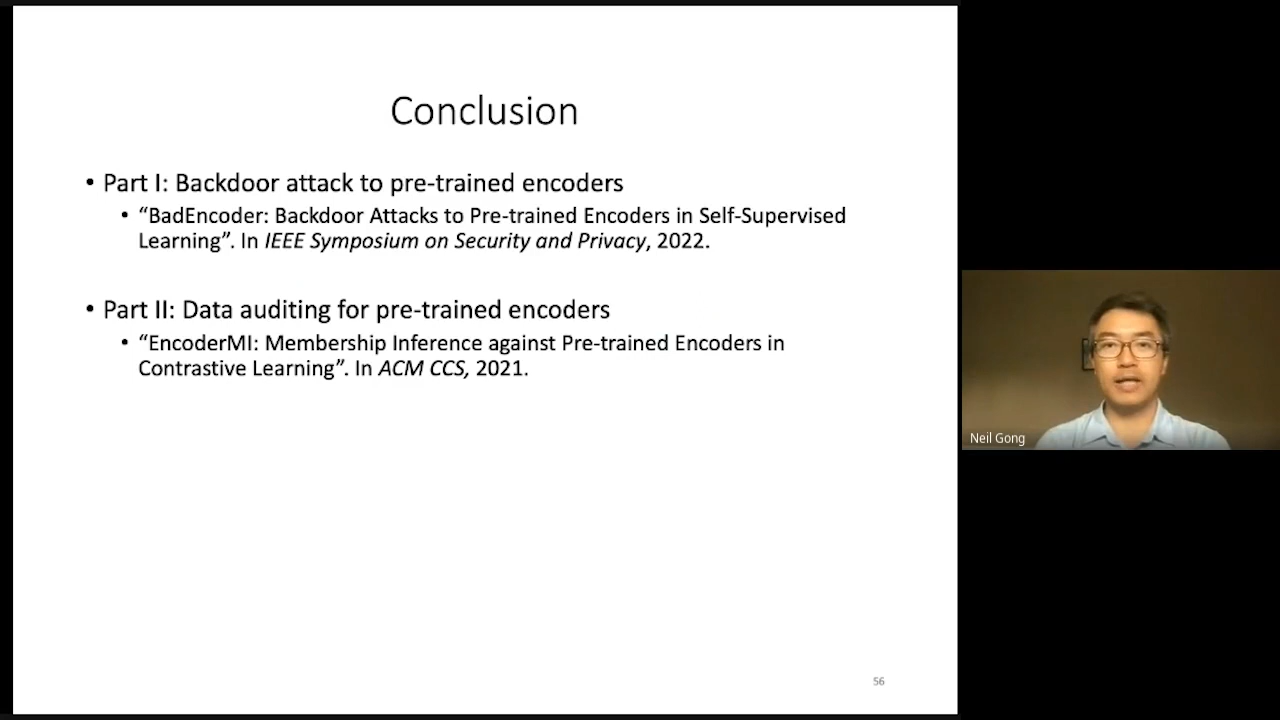 Conclusion
• Part I: Backdoor attack to pre-trained encoders
• “BadEncoder: Backdoor Attacks to Pre-trained Encoders in Self-Supervised
Learning”. In IEEE Symposium on Security and Privacy, 2022.
• Part II: Data auditing for pre-trained encoders
• “EncoderMI: Membership Inference against Pre-trained Encoders in
Contrastive Learning”. In ACM CCS, 2021.
56
Neil Gong